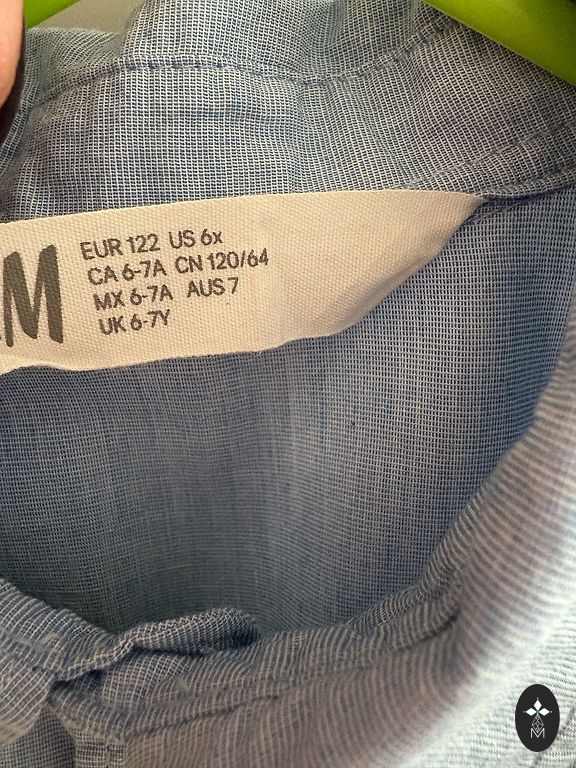 M
EUR 122 US 6x
CA 6-7A CN 120/64
MX 6-7A AUS 7
UK 6-7Y
M